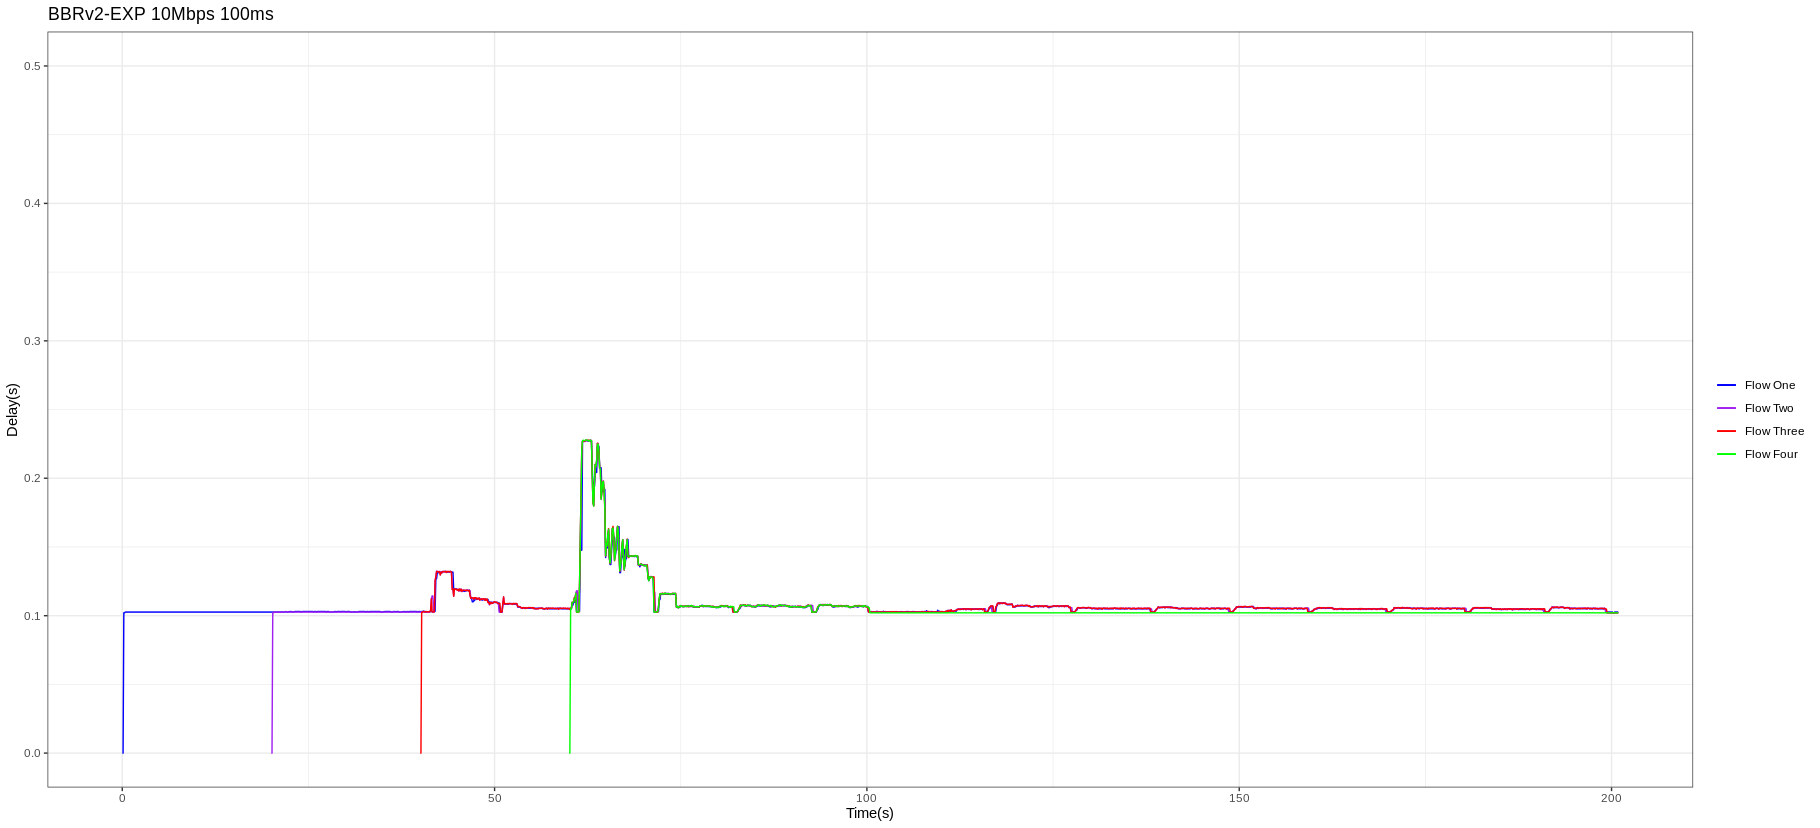 BBRv2-EXP 10Mbps 100ms
0.5
0.4
0.3
0.2
0.1
0.0
Delay(s)
0 50 100 150 200
Time(s)
Flow One
Flow Two
Flow Three
Flow Four